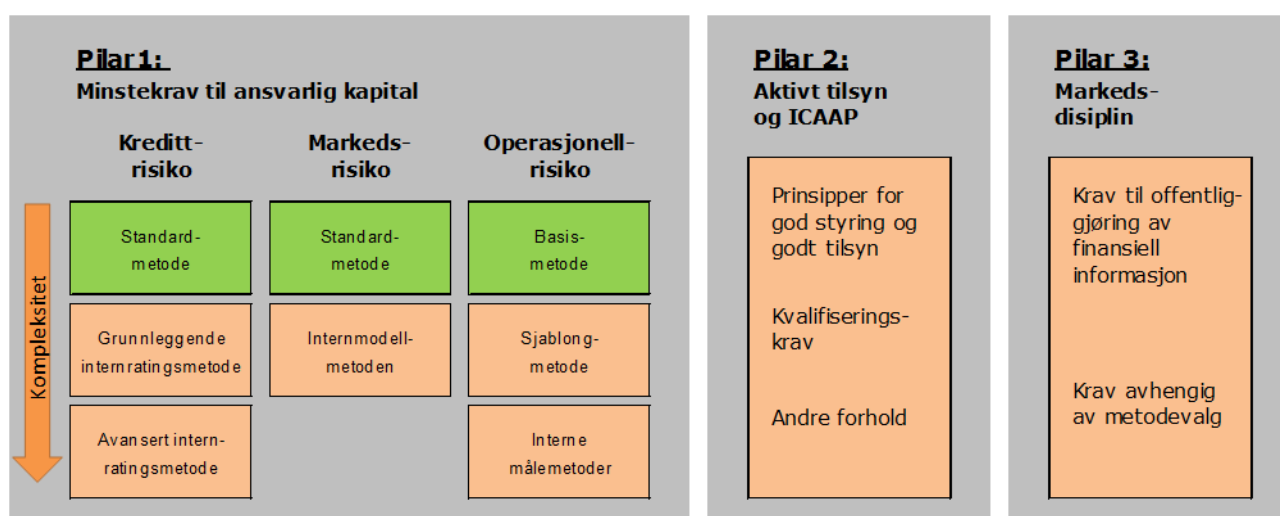 Pilar1:
Minstekrav til ansvarlig kapital
Kreditt-
risiko
Markeds-
risiko
Operasjonell-
risiko
Kompleksitet
Standard-
metode
Standard-
metode
Basis-
metode
Grunnleggende
internratingsmetode
Internmodell-
metoden
Sjablong-
metode
Avansert intern-
ratingsmetode
Interne
målemetoder
Pilar 2:
Aktivt tilsyn
og ICAAP
Prinsipper for
god styring og
godt tilsyn
Kvalifiserings-
krav
Andre forhold
Pilar 3:
Markeds-
disiplin
Krav til offentlig-
gjøring av
finansiell
informasjon
Krav avhengig
av metodevalg